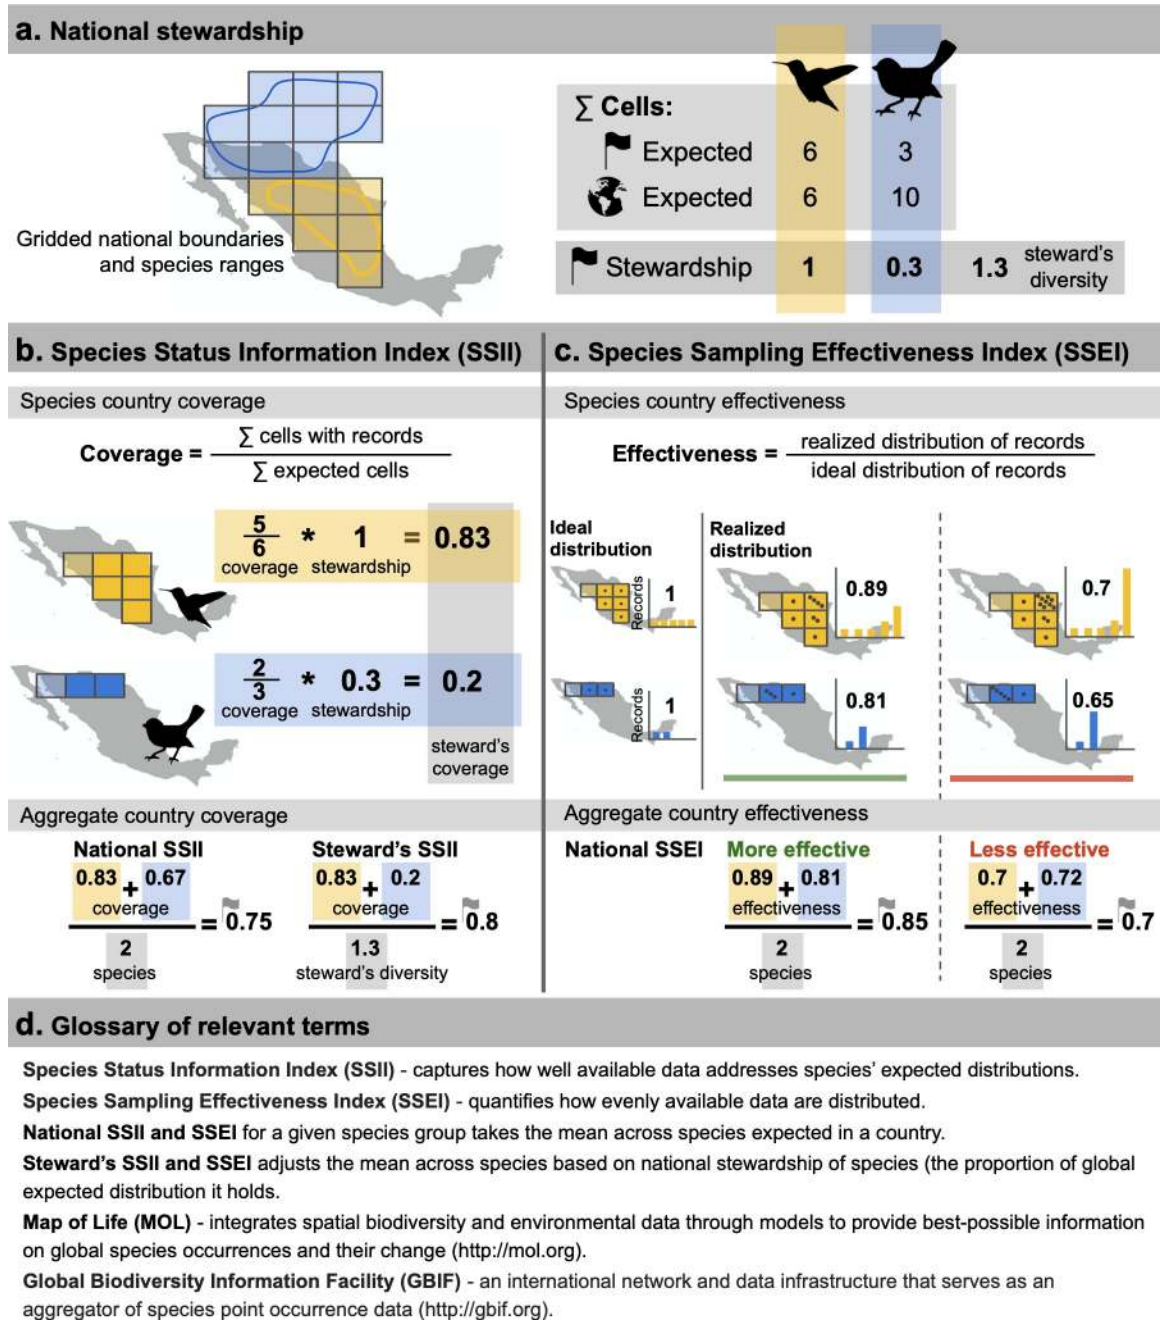 a. National stewardship
Gridded national boundaries
and species ranges
∑ Cells:
Expected 6 3
Expected 6 10
Stewardship 1 0.3 1.3 steward's
diversity
b. Species Status Information Index (SSII)
Species country coverage
Coverage = ∑ cells with records
∑ expected cells
5/6 * 1 = 0.83
coverage stewardship
2/3 * 0.3 = 0.2
coverage stewardship
steward's
coverage
Aggregate country coverage
National SSII
0.83 + 0.67
coverage
= 0.75
2
species
Steward's SSII
0.83 + 0.2
coverage
= 0.8
1.3
steward's diversity
c. Species Sampling Effectiveness Index (SSEI)
Species country effectiveness
Effectiveness = realized distribution of records
ideal distribution of records
Ideal
distribution
Realized
distribution
Records
1
0.89
0.7
Records
1
0.81
0.65
Aggregate country effectiveness
National SSEI
More effective
0.89 + 0.81
effectiveness
= 0.85
2
species
Less effective
0.7 + 0.72
effectiveness
= 0.7
2
species
d. Glossary of relevant terms
Species Status Information Index (SSII) - captures how well available data addresses species' expected distributions.
Species Sampling Effectiveness Index (SSEI) - quantifies how evenly available data are distributed.
National SSII and SSEI for a given species group takes the mean across species expected in a country.
Steward's SSII and SSEI adjusts the mean across species based on national stewardship of species (the proportion of global
expected distribution it holds.
Map of Life (MOL) - integrates spatial biodiversity and environmental data through models to provide best-possible information
on global species occurrences and their change (http://mol.org).
Global Biodiversity Information Facility (GBIF) - an international network and data infrastructure that serves as an
aggregator of species point occurrence data (http://gbif.org).